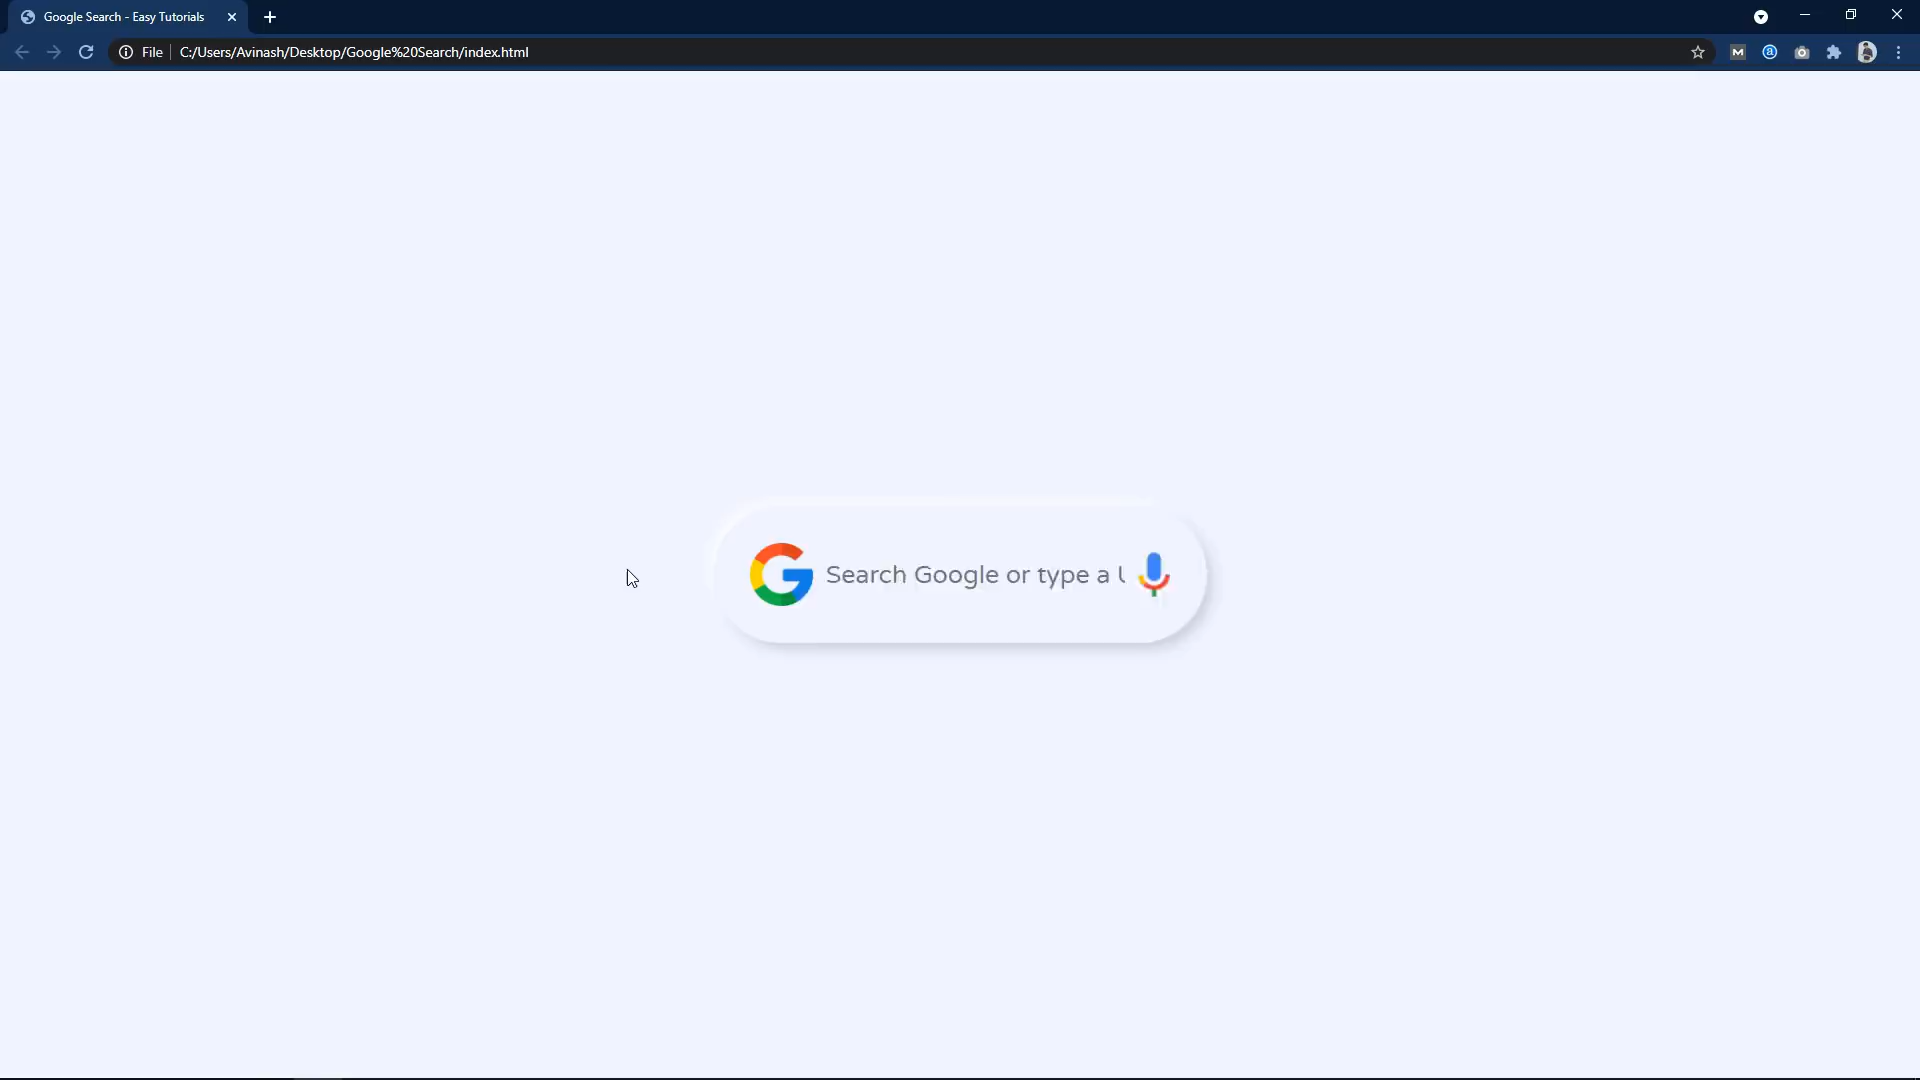 Google Search - Easy Tutorials
File C:/Users/Avinash/Desktop/Google%20Search/index.html
Search Google or type a U